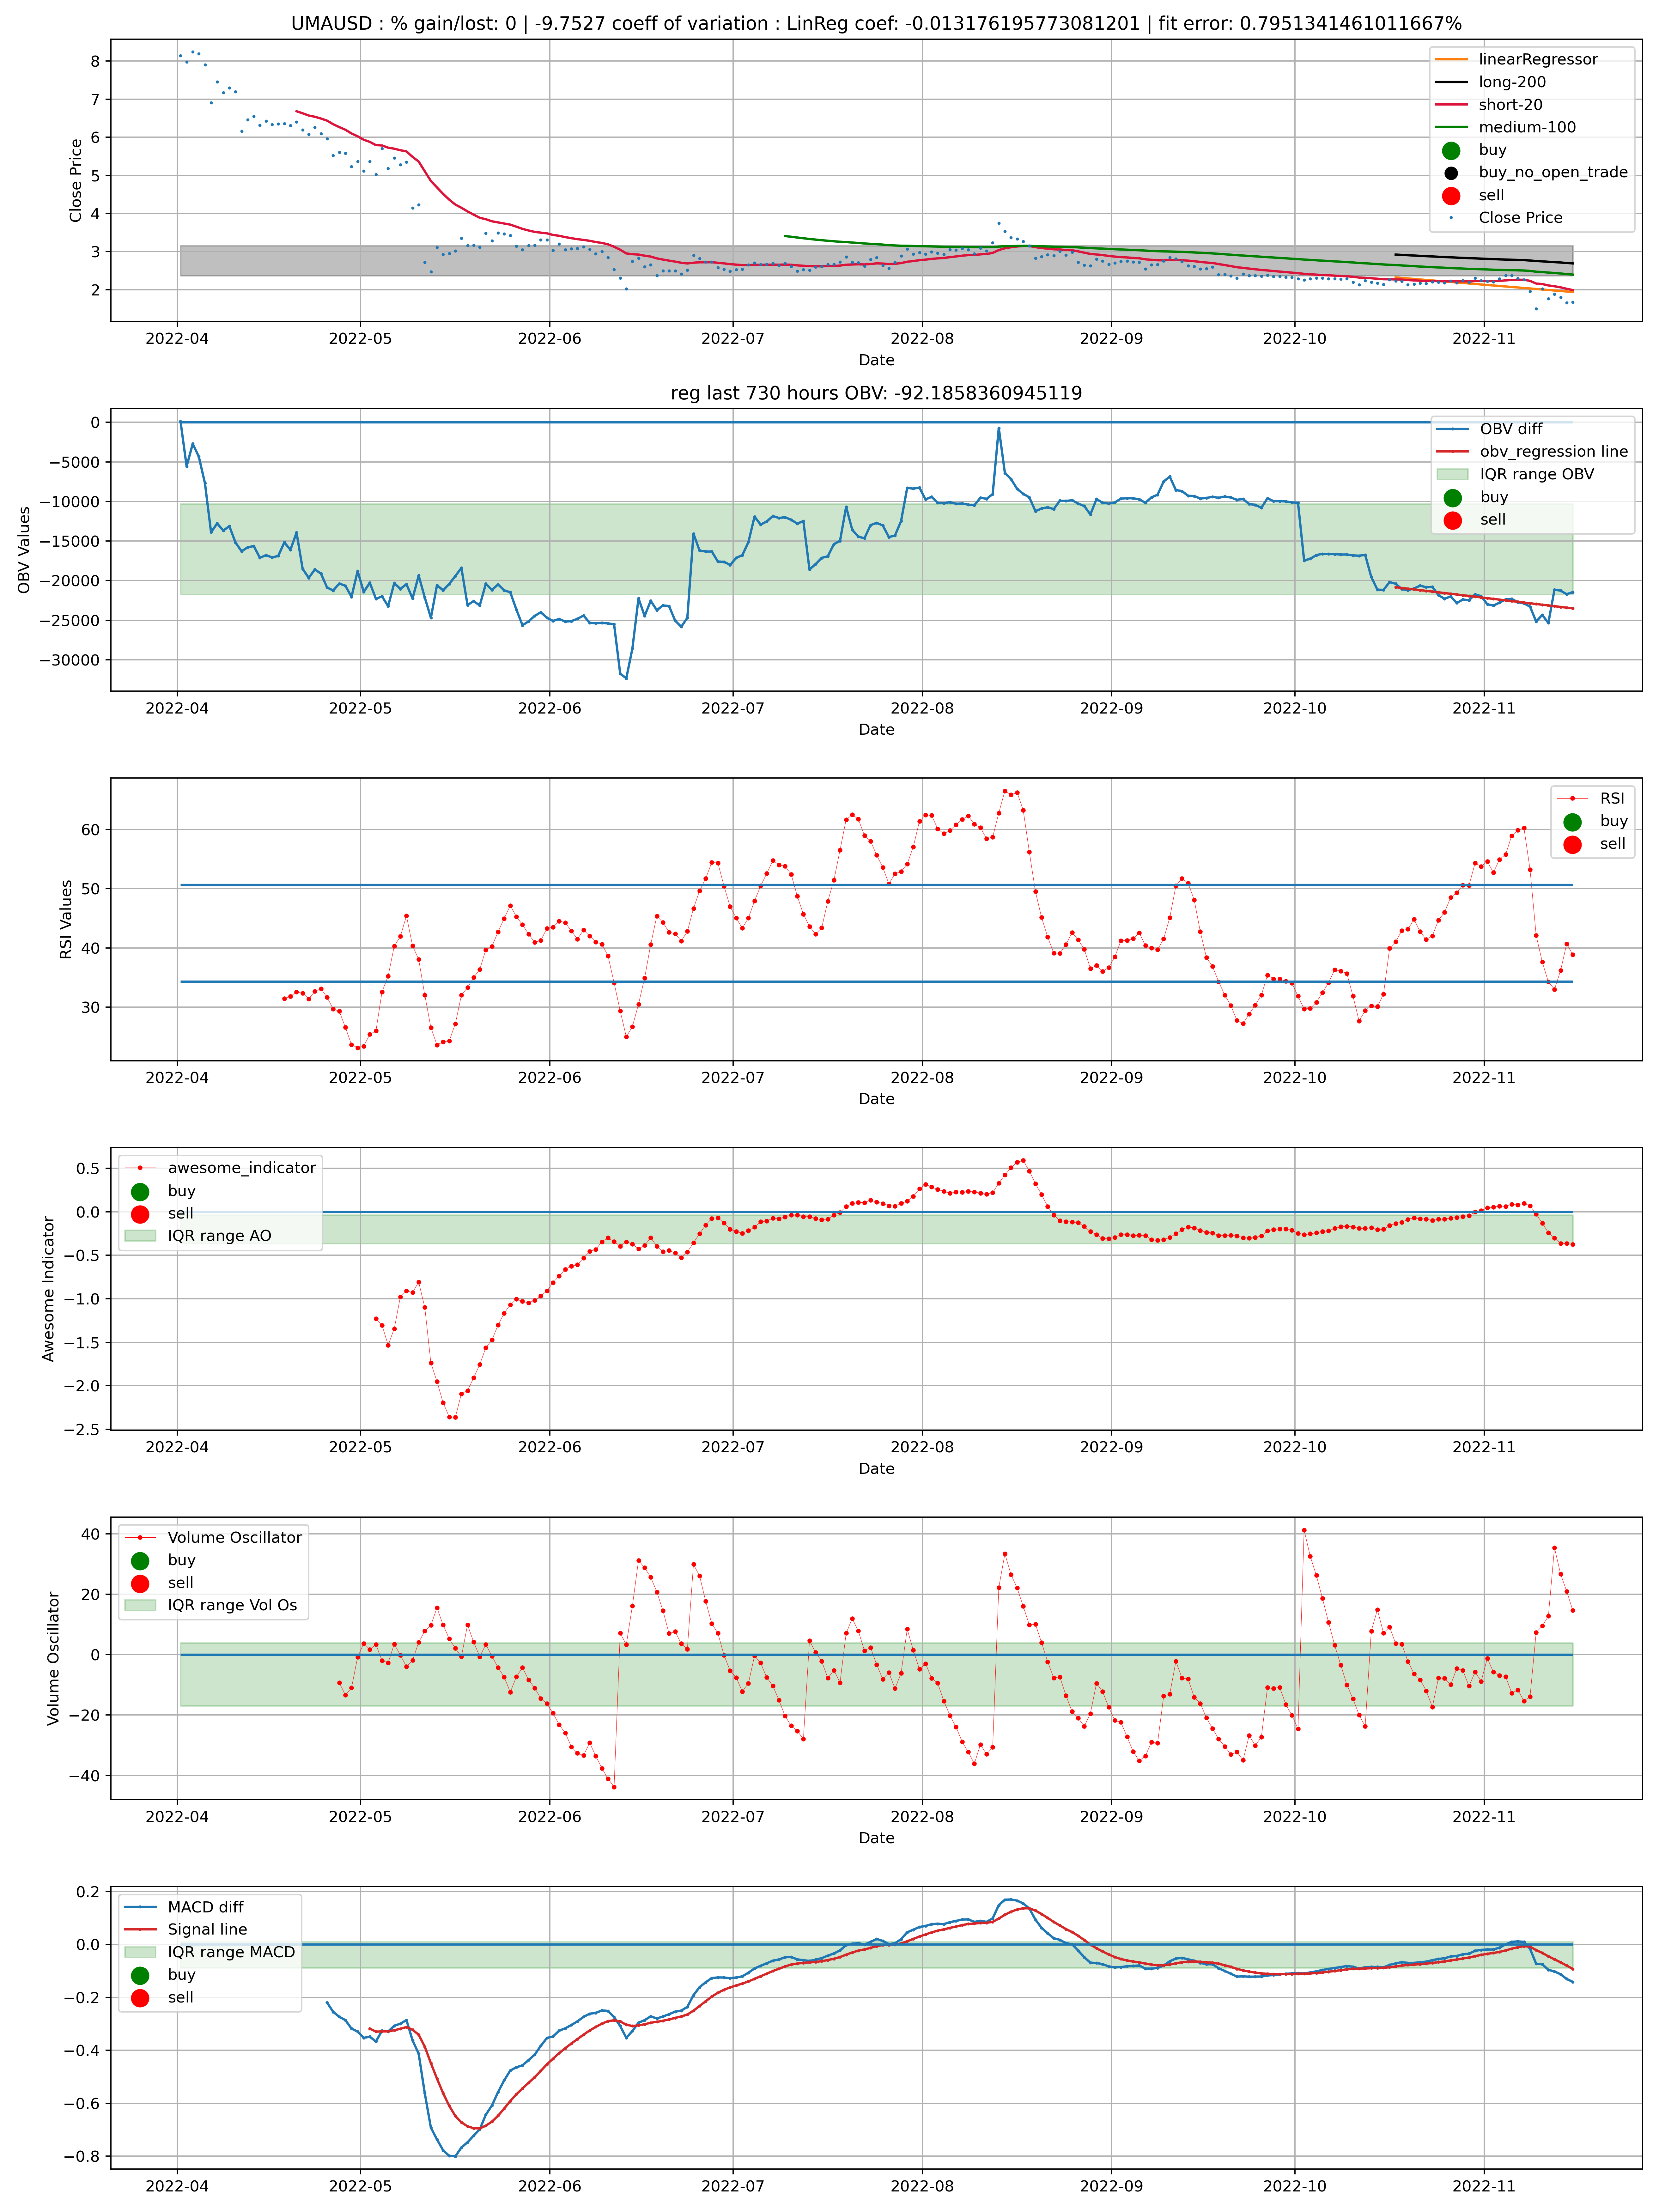 UMAUSD : % gain/lost: 0 | -9.7527 coeff of variation : LinReg coef: -0.013176195773081201 | fit error: 0.7951341461011667%
8
7
6
5
4
3
2
Close Price
linearRegressor
long-200
short-20
medium-100
buy
buy_no_open_trade
sell
Close Price
2022-04 2022-05 2022-06 2022-07 2022-08 2022-09 2022-10 2022-11
Date
reg last 730 hours OBV: -92.1858360945119
0
−5000
−10000
−15000
−20000
−25000
−30000
OBV Values
OBV diff
obv_regression line
IQR range OBV
buy
sell
2022-04 2022-05 2022-06 2022-07 2022-08 2022-09 2022-10 2022-11
Date
60
50
40
30
RSI Values
RSI
buy
sell
2022-04 2022-05 2022-06 2022-07 2022-08 2022-09 2022-10 2022-11
Date
0.5
0.0
−0.5
−1.0
−1.5
−2.0
−2.5
Awesome Indicator
awesome_indicator
buy
sell
IQR range AO
2022-04 2022-05 2022-06 2022-07 2022-08 2022-09 2022-10 2022-11
Date
40
20
0
−20
−40
Volume Oscillator
Volume Oscillator
buy
sell
IQR range Vol Os
2022-04 2022-05 2022-06 2022-07 2022-08 2022-09 2022-10 2022-11
Date
0.2
0.0
−0.2
−0.4
−0.6
−0.8
MACD diff
Signal line
IQR range MACD
buy
sell
2022-04 2022-05 2022-06 2022-07 2022-08 2022-09 2022-10 2022-11